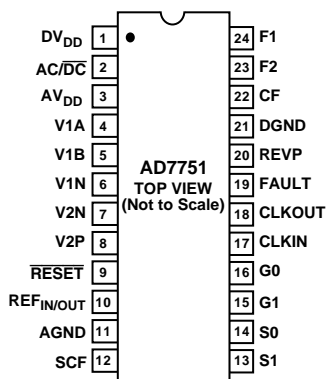 DVDD 1
AC/DC 2
AVDD 3
V1A 4
V1B 5
V1N 6
V2N 7
V2P 8
RESET 9
REFIN/OUT 10
AGND 11
SCF 12
AD7751
TOP VIEW
(Not to Scale)
24 F1
23 F2
22 CF
21 DGND
20 REVP
19 FAULT
18 CLKOUT
17 CLKIN
16 G0
15 G1
14 S0
13 S1